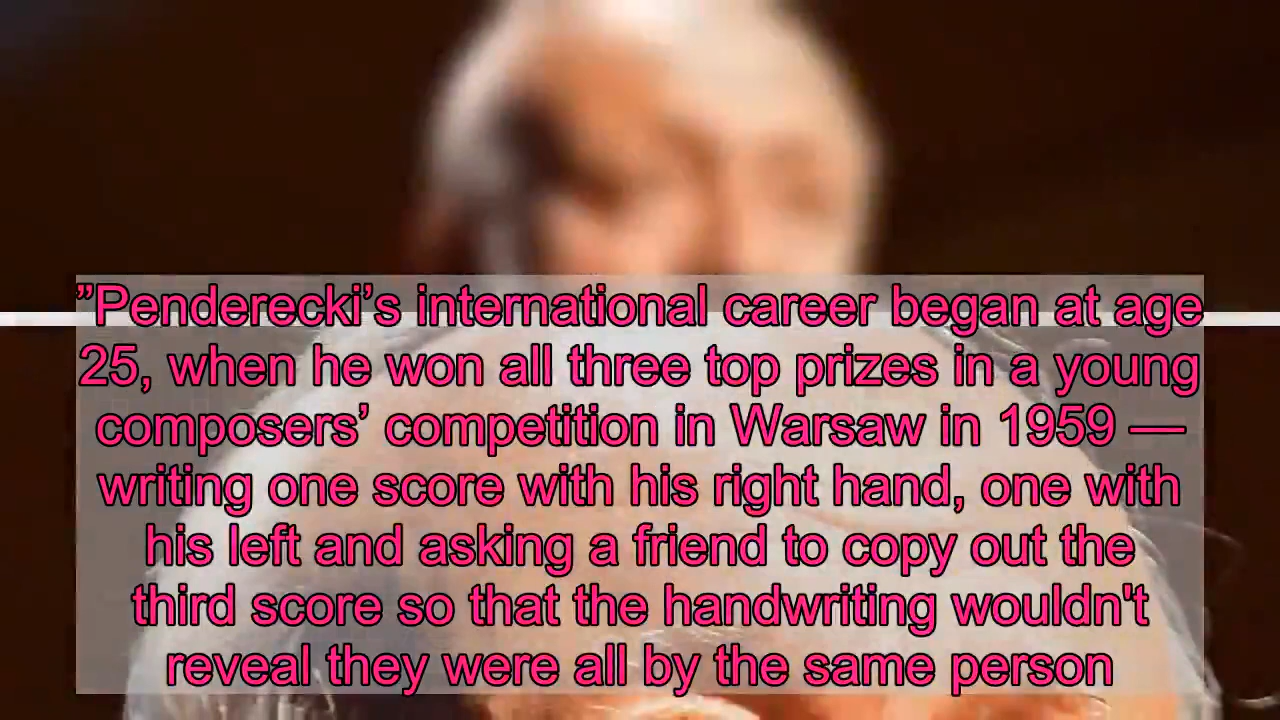 ”Penderecki’s international career began at age
25, when he won all three top prizes in a young
composers’ competition in Warsaw in 1959 —
writing one score with his right hand, one with
his left and asking a friend to copy out the
third score so that the handwriting wouldn't
reveal they were all by the same person